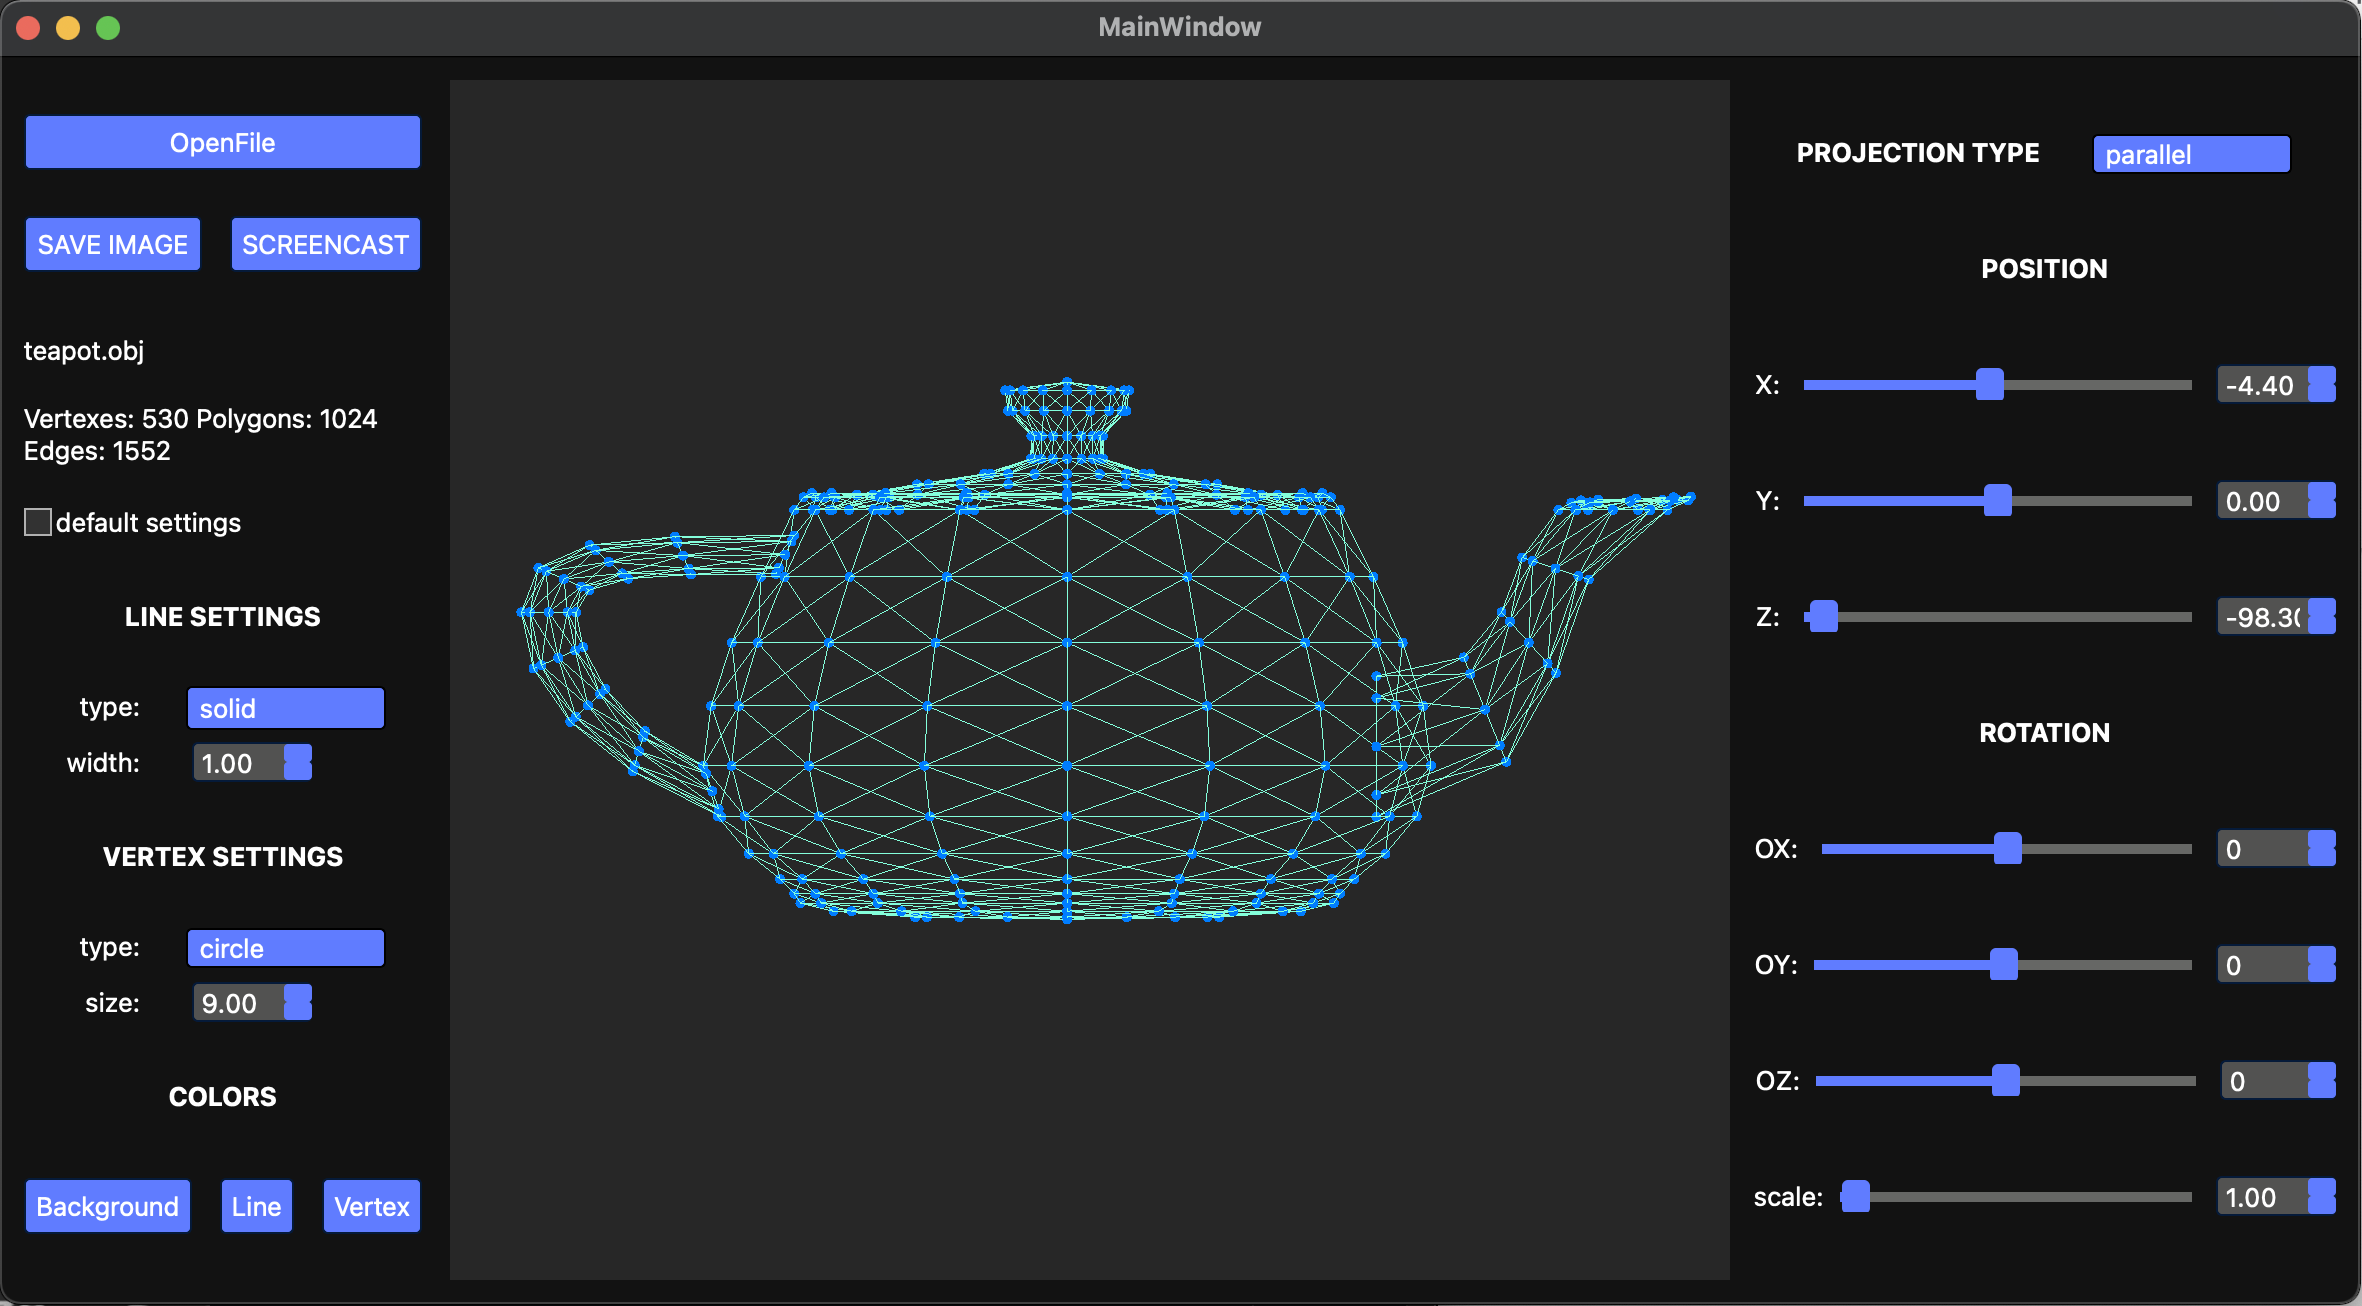 MainWindow
OpenFile
SAVE IMAGE SCREENCAST
teapot.obj
Vertexes: 530 Polygons: 1024
Edges: 1552
default settings
LINE SETTINGS
type: solid
width: 1.00
VERTEX SETTINGS
type: circle
size: 9.00
COLORS
Background Line Vertex
PROJECTION TYPE parallel
POSITION
X: -4.40
Y: 0.00
Z: -98.30
ROTATION
OX: 0
OY: 0
OZ: 0
scale: 1.00